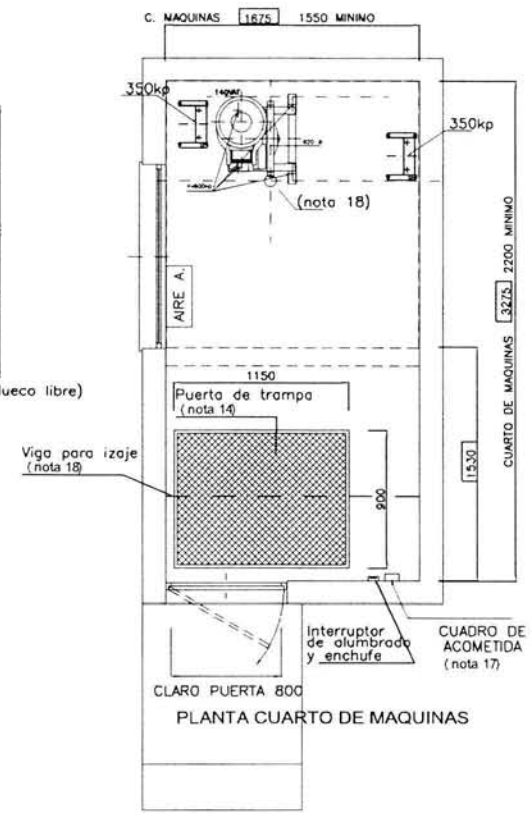 C. MAQUINAS 1675 1550 MINIMO
350kp
140VAT
350kp
(nota 18)
AIRE A.
CUARTO DE MAQUINAS 3275 2200 MINIMO
ueco libre)
1150
Puerta de trampa
(nota 14)
Viga para izaje
(nota 18)
900
1530
Interruptor
de alumbrado
y enchufe
CUADRO DE
ACOMETIDA
(nota 17)
CLARO PUERTA 800
PLANTA CUARTO DE MAQUINAS